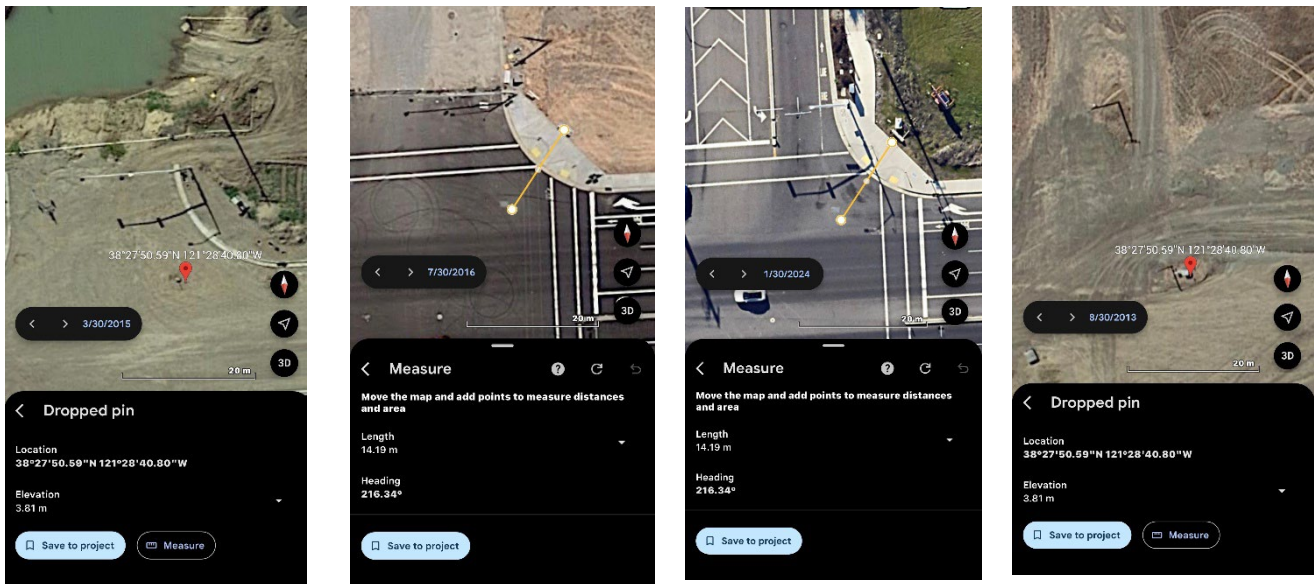 38°27'50.59"N 121°28'40.80"W
3/30/2015
3D
20 m
Dropped pin
Location
38°27'50.59"N 121°28'40.80"W
Elevation
3.81 m
Save to project
Measure
7/30/2016
3D
20 m
Measure
Move the map and add points to measure distances
and area
Length
14.19 m
Heading
216.34°
Save to project
1/30/2024
3D
20 m
Measure
Move the map and add points to measure distances
and area
Length
14.19 m
Heading
216.34°
Save to project
38°27'50.59"N 121°28'40.80"W
8/30/2013
3D
20 m
Dropped pin
Location
38°27'50.59"N 121°28'40.80"W
Elevation
3.81 m
Save to project
Measure